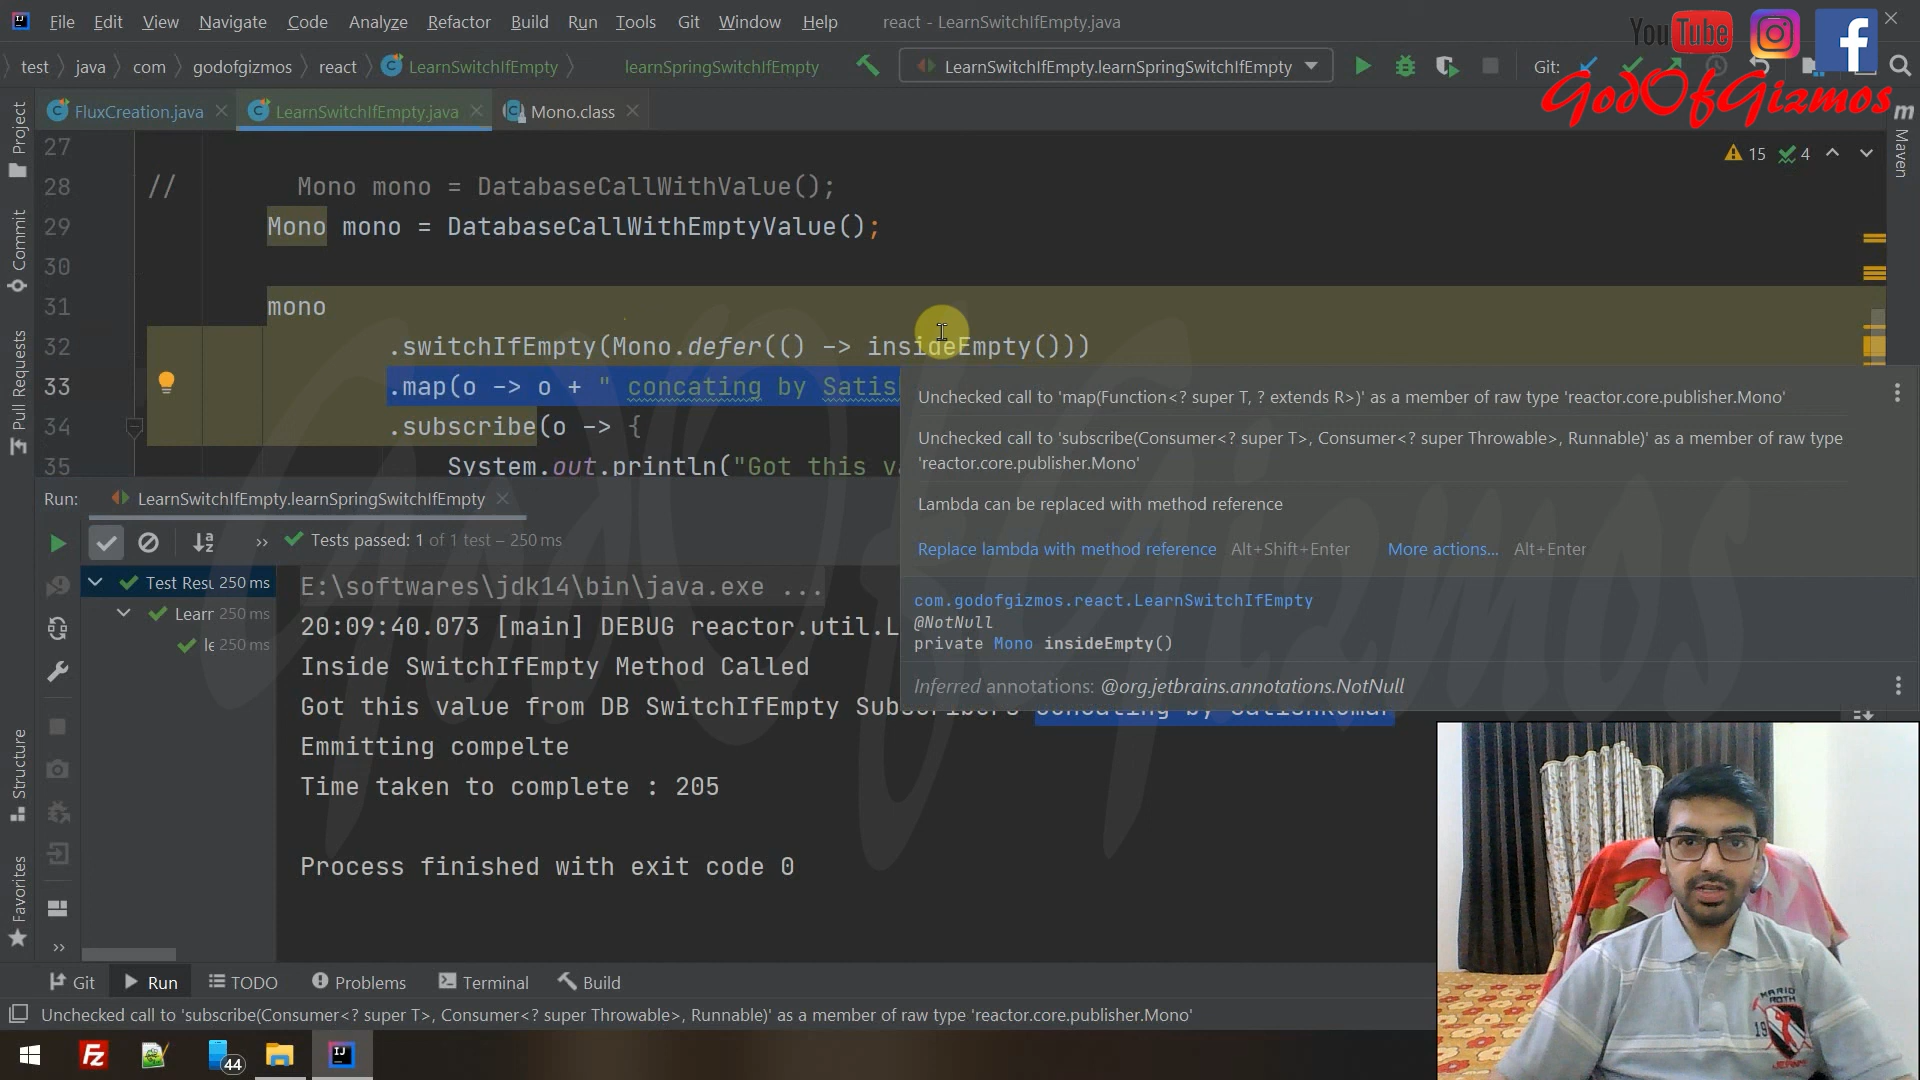 File Edit View Navigate Code Analyze Refactor Build Run Tools Git Window Help react - LearnSwitchIfEmpty.java
YouTube
test java com godofgizmos react LearnSwitchIfEmpty learnSpringSwitchIfEmpty LearnSwitchIfEmpty.learnSpringSwitchIfEmpty Git:
GodOfGizmos
FluxCreation.java LearnSwitchIfEmpty.java Mono.class
Project
Commit
Pull Requests
Structure
Favorites
Maven
15 4
27
28 // Mono mono = DatabaseCallWithValue();
29 Mono mono = DatabaseCallWithEmptyValue();
30
31 mono
32 .switchIfEmpty(Mono.defer(() -> insideEmpty()))
33 .map(o -> o + " concating by Satis
34 .subscribe(o -> {
35 System.out.println("Got this va
Unchecked call to 'map(Function<? super T, ? extends R>)' as a member of raw type 'reactor.core.publisher.Mono'
Unchecked call to 'subscribe(Consumer<? super T>, Consumer<? super Throwable>, Runnable)' as a member of raw type
'reactor.core.publisher.Mono'
Lambda can be replaced with method reference
Replace lambda with method reference Alt+Shift+Enter More actions... Alt+Enter
com.godofgizmos.react.LearnSwitchIfEmpty
@NotNull
private Mono insideEmpty()
Inferred annotations: @org.jetbrains.annotations.NotNull
Run: LearnSwitchIfEmpty.learnSpringSwitchIfEmpty
Tests passed: 1 of 1 test – 250 ms
Test Resu 250 ms
Learr 250 ms
le 250 ms
E:\softwares\jdk14\bin\java.exe ...
20:09:40.073 [main] DEBUG reactor.util.L
Inside SwitchIfEmpty Method Called
Got this value from DB SwitchIfEmpty Subscribers concating by SatishKumar
Emmitting compelte
Time taken to complete : 205
Process finished with exit code 0
GodOfGizmos
Git Run TODO Problems Terminal Build
Unchecked call to 'subscribe(Consumer<? super T>, Consumer<? super Throwable>, Runnable)' as a member of raw type 'reactor.core.publisher.Mono'
44